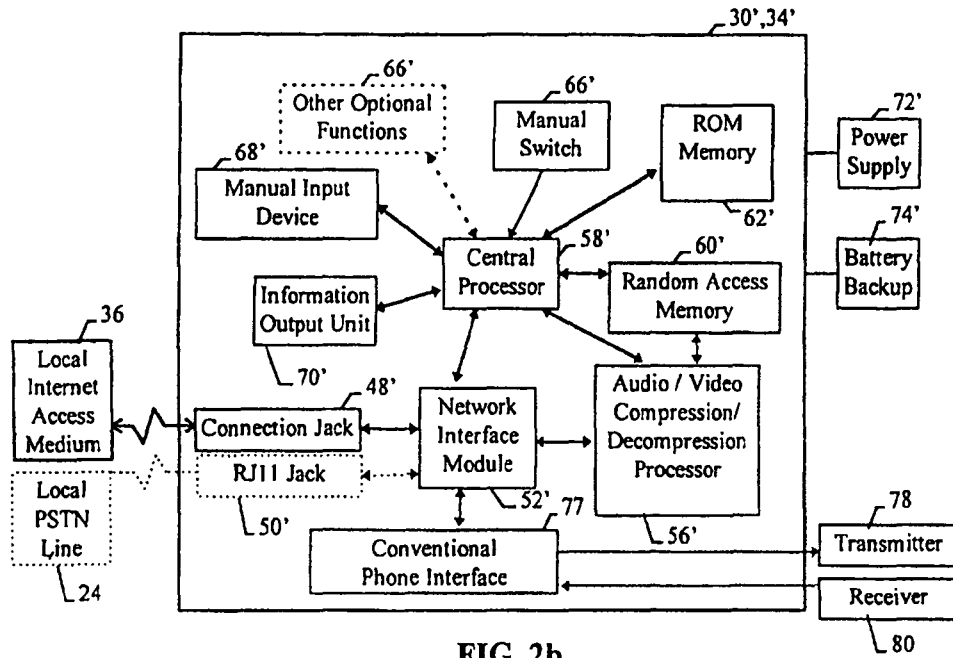 30',34'
66'
Other Optional
Functions
66'
Manual
Switch
ROM
Memory
62'
72'
Power
Supply
68'
Manual Input
Device
58'
Central
Processor
60'
Random Access
Memory
74'
Battery
Backup
Information
Output Unit
70'
36
Local
Internet
Access
Medium
48'
Connection Jack
RJ11 Jack
50'
Network
Interface
Module
52'
Audio / Video
Compression/
Decompression
Processor
56'
Local
PSTN
Line
24
77
Conventional
Phone Interface
78
Transmitter
Receiver
80
FIG. 2b